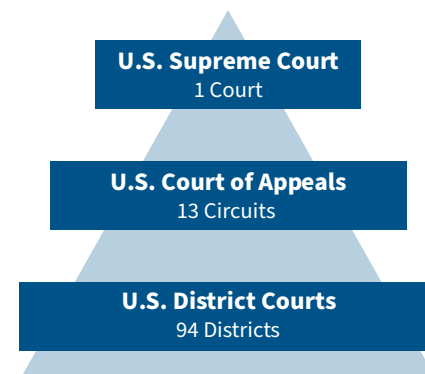 U.S. Supreme Court
1 Court
U.S. Court of Appeals
13 Circuits
U.S. District Courts
94 Districts